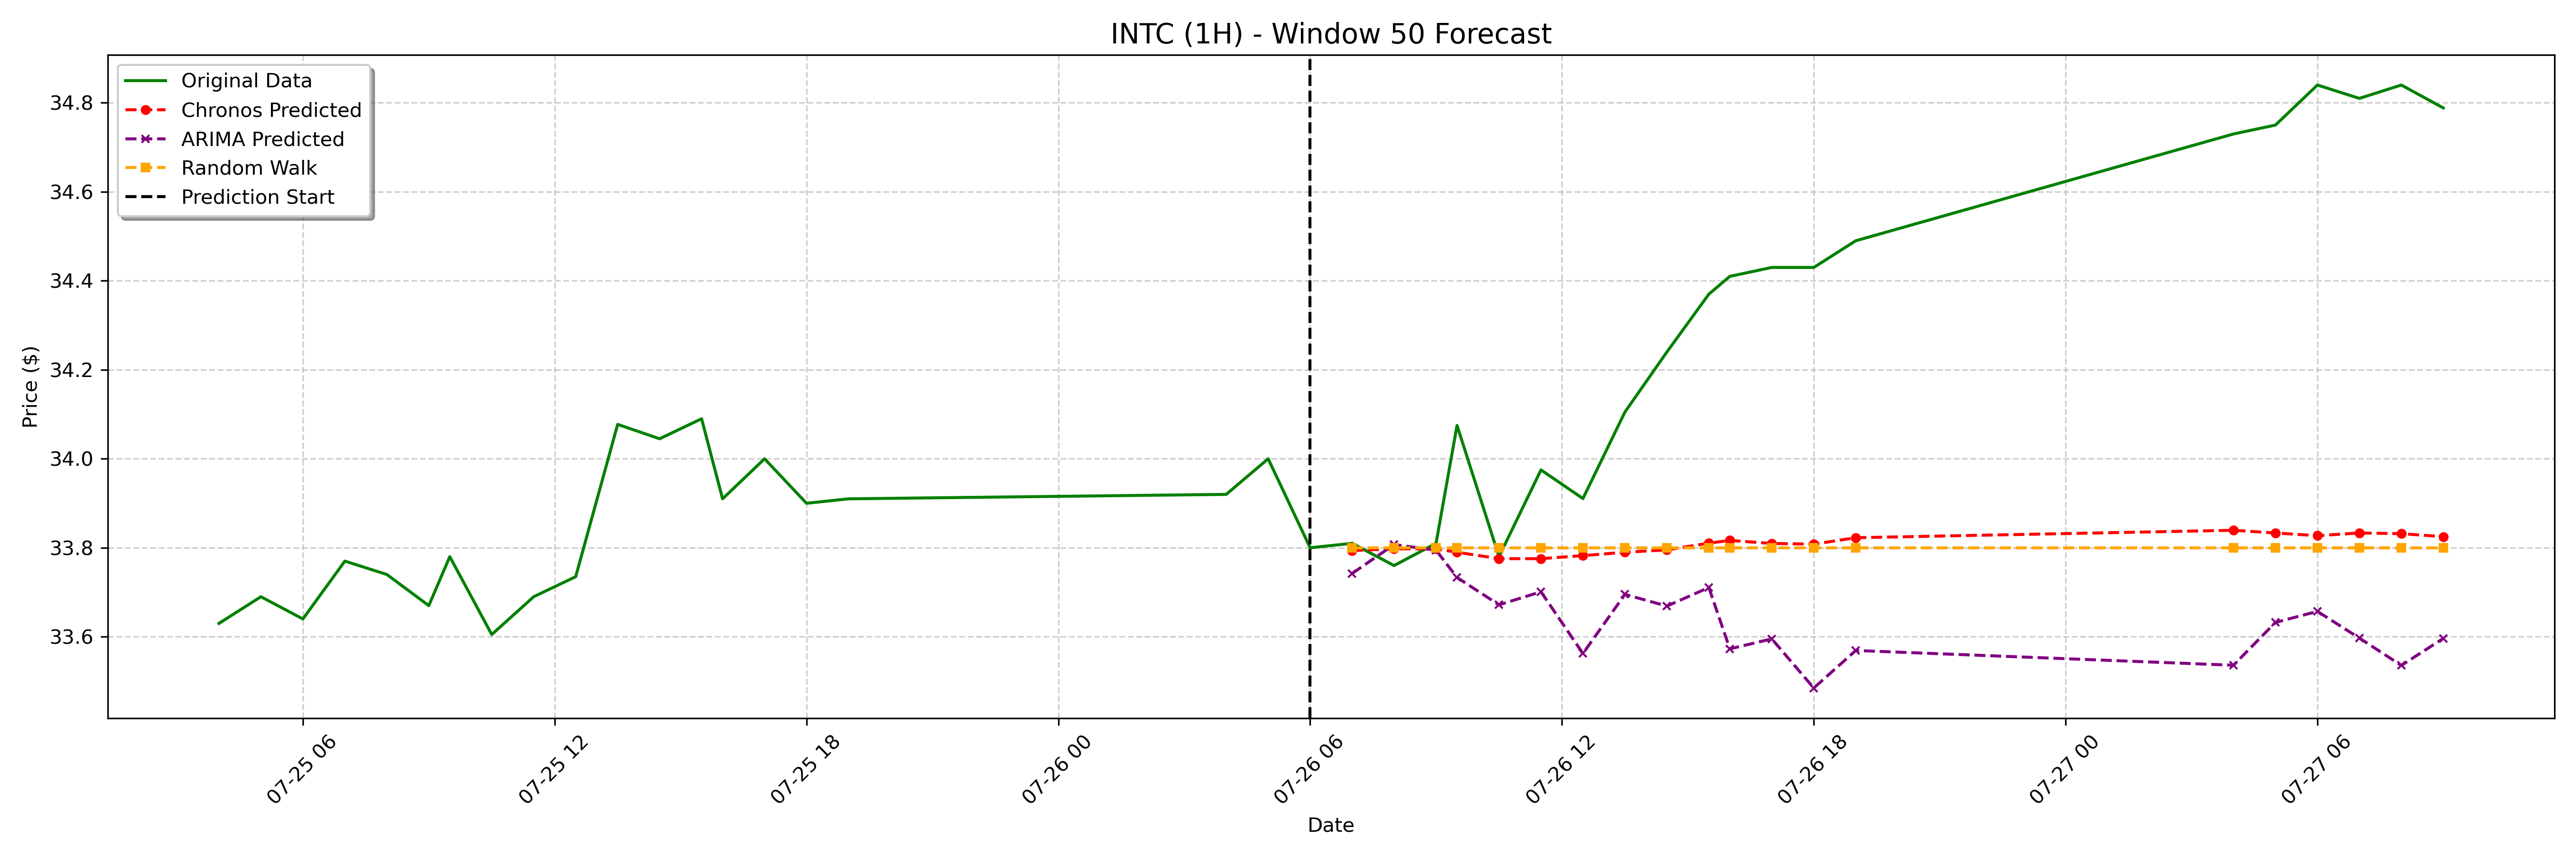 INTC (1H) - Window 50 Forecast
Original Data
Chronos Predicted
ARIMA Predicted
Random Walk
Prediction Start
Price ($)
34.8
34.6
34.4
34.2
34.0
33.8
33.6
07-25 06
07-25 12
07-25 18
07-26 00
07-26 06
07-26 12
07-26 18
07-27 00
07-27 06
Date